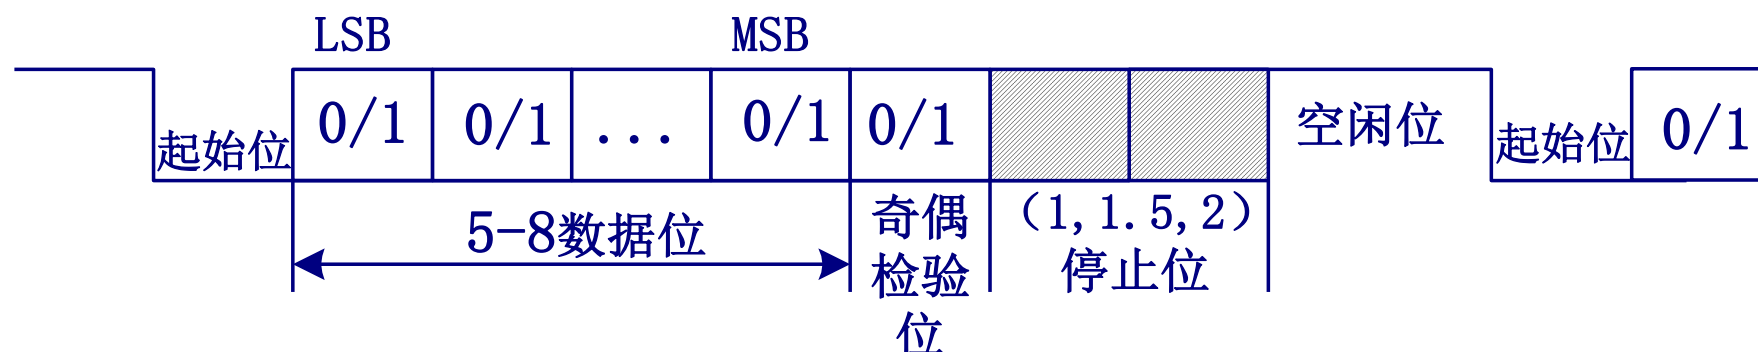 LSB MSB
起始位 0/1 0/1 ... 0/1 0/1 空闲位 起始位 0/1
5-8数据位
奇偶
检验
位
(1,1.5,2)
停止位